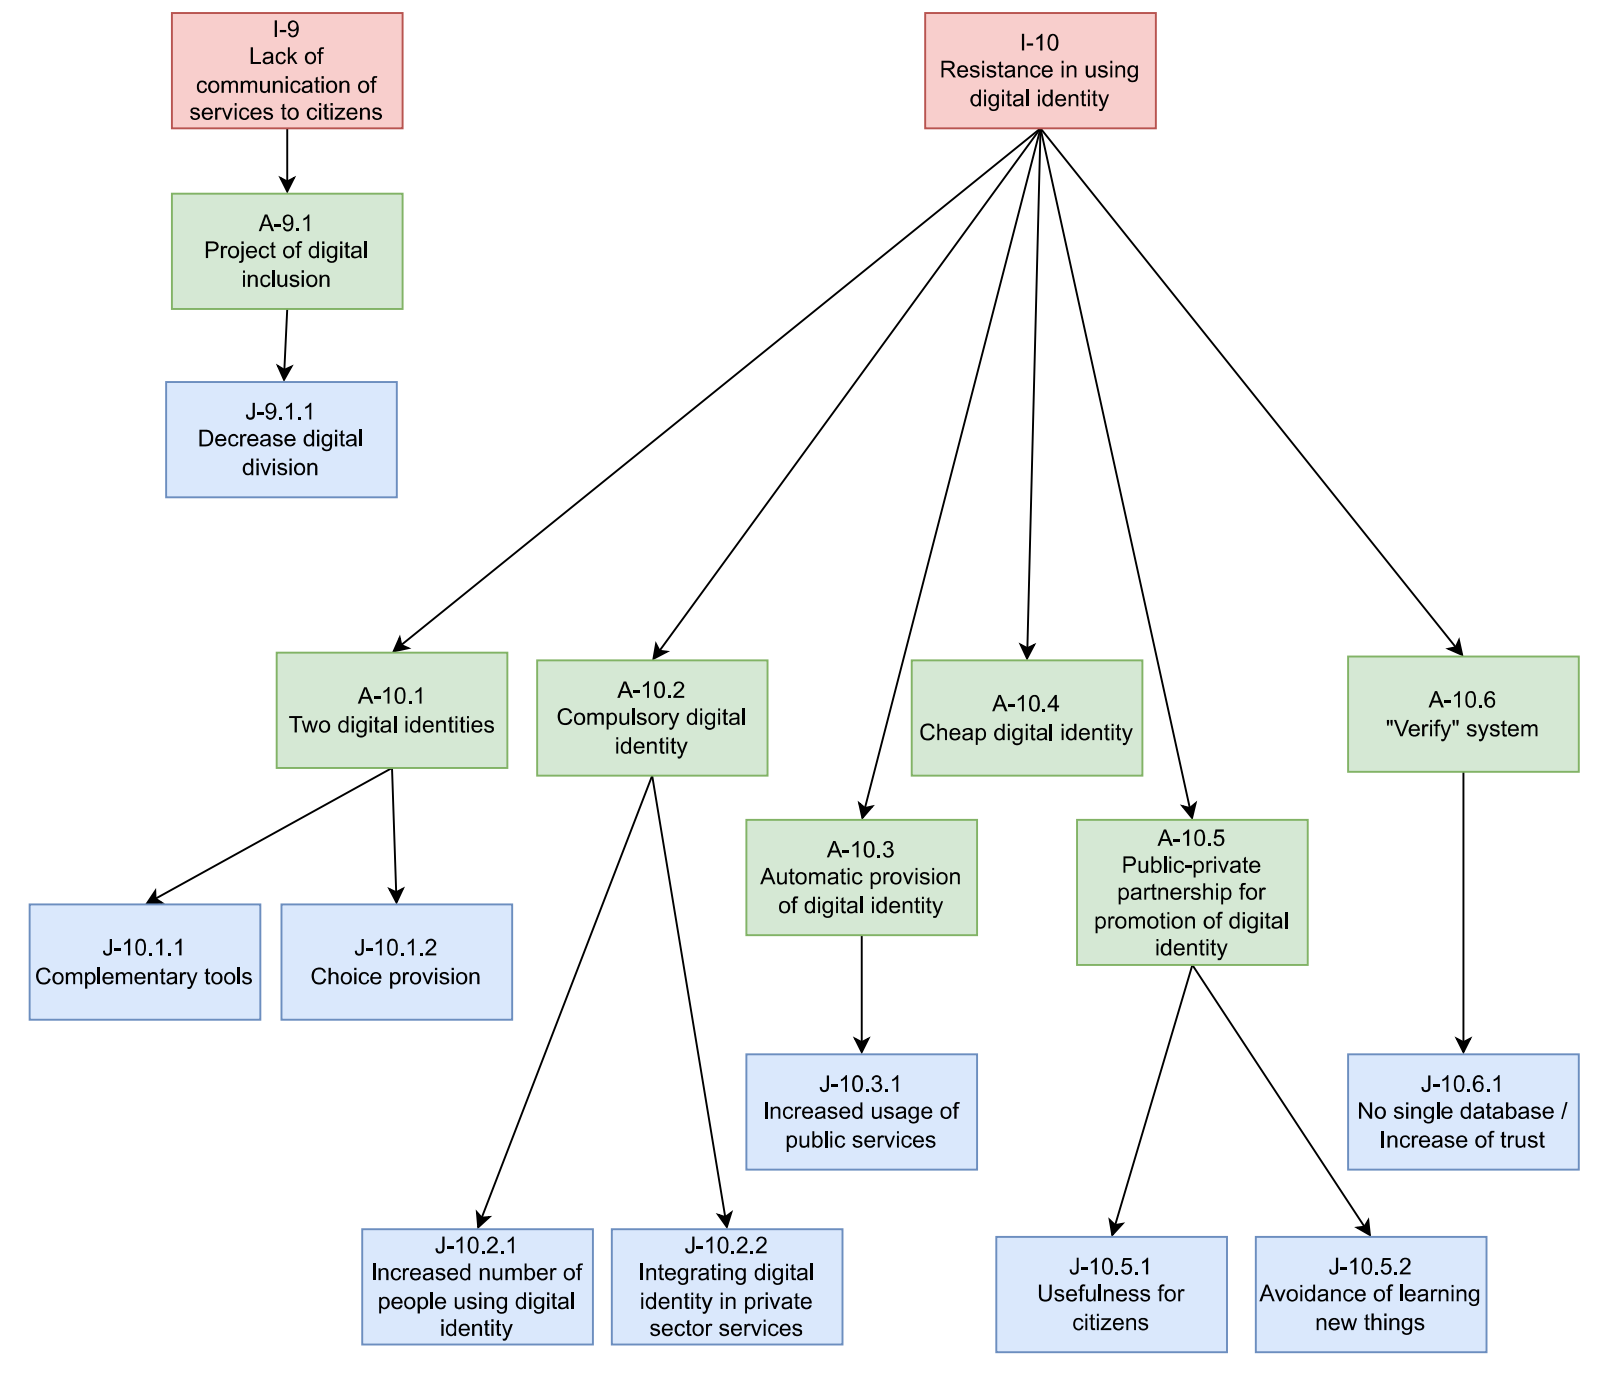 I-9
Lack of
communication of
services to citizens
I-10
Resistance in using
digital identity
A-9.1
Project of digital
inclusion
J-9.1.1
Decrease digital
division
A-10.1
Two digital identities
A-10.2
Compulsory digital
identity
A-10.4
Cheap digital identity
A-10.6
"Verify" system
A-10.3
Automatic provision
of digital identity
A-10.5
Public-private
partnership for
promotion of digital
identity
J-10.1.1
Complementary tools
J-10.1.2
Choice provision
J-10.3.1
Increased usage of
public services
J-10.6.1
No single database /
Increase of trust
J-10.2.1
Increased number of
people using digital
identity
J-10.2.2
Integrating digital
identity in private
sector services
J-10.5.1
Usefulness for
citizens
J-10.5.2
Avoidance of learning
new things